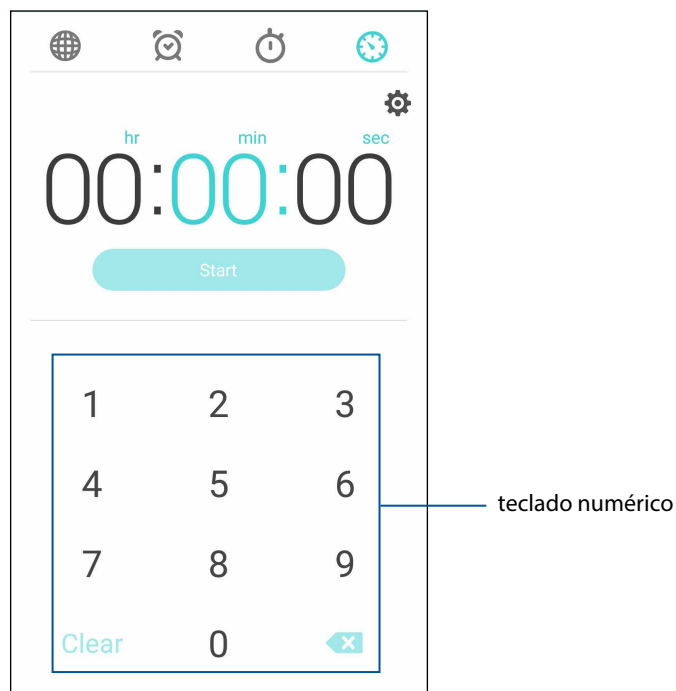 hr min sec
00:00:00
Start
1 2 3
4 5 6
teclado numérico
7 8 9
Clear 0